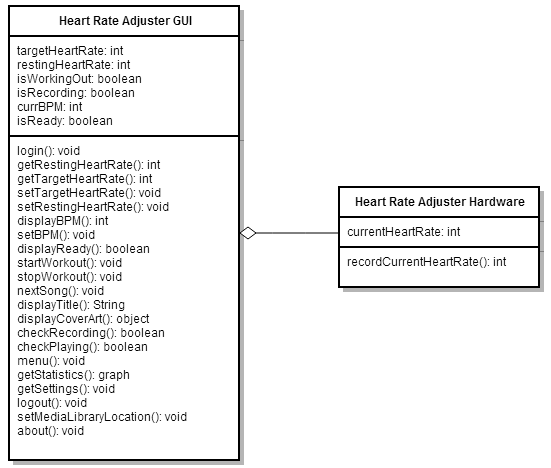 Heart Rate Adjuster GUI
targetHeartRate: int
restingHeartRate: int
isWorkingOut: boolean
isRecording: boolean
currBPM: int
isReady: boolean
login(): void
getRestingHeartRate(): int
getTargetHeartRate(): int
setTargetHeartRate(): void
setRestingHeartRate(): void
displayBPM(): int
setBPM(): void
displayReady(): boolean
startWorkout(): void
stopWorkout(): void
nextSong(): void
displayTitle(): String
displayCoverArt(): object
checkRecording(): boolean
checkPlaying(): boolean
menu(): void
getStatistics(): graph
getSettings(): void
logout(): void
setMediaLibraryLocation(): void
about(): void
Heart Rate Adjuster Hardware
currentHeartRate: int
recordCurrentHeartRate(): int